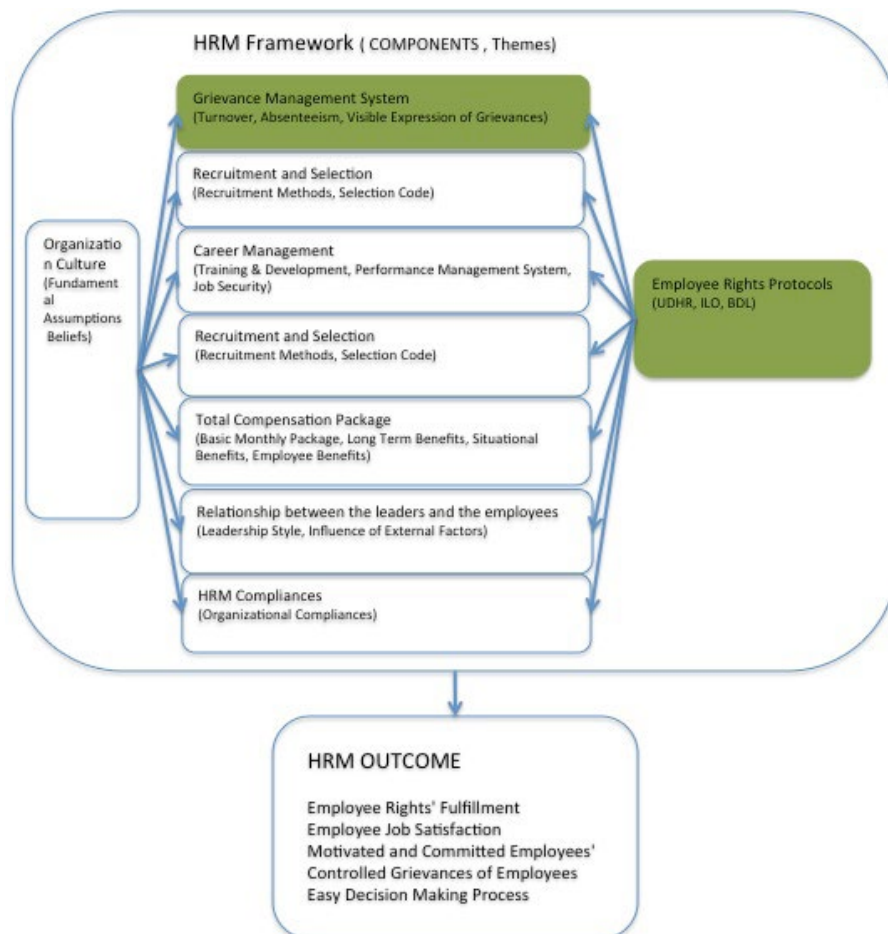 HRM Framework ( COMPONENTS , Themes)
Grievance Management System
(Turnover, Absenteeism, Visible Expression of Grievances)
Recruitment and Selection
(Recruitment Methods, Selection Code)
Organizatio
n Culture
(Fundament
al
Assumptions
Beliefs)
Career Management
(Training & Development, Performance Management System,
Job Security)
Employee Rights Protocols
(UDHR, ILO, BDL)
Recruitment and Selection
(Recruitment Methods, Selection Code)
Total Compensation Package
(Basic Monthly Package, Long Term Benefits, Situational
Benefits, Employee Benefits)
Relationship between the leaders and the employees
(Leadership Style, Influence of External Factors)
HRM Compliances
(Organizational Compliances)
HRM OUTCOME
Employee Rights' Fulfillment
Employee Job Satisfaction
Motivated and Committed Employees'
Controlled Grievances of Employees
Easy Decision Making Process